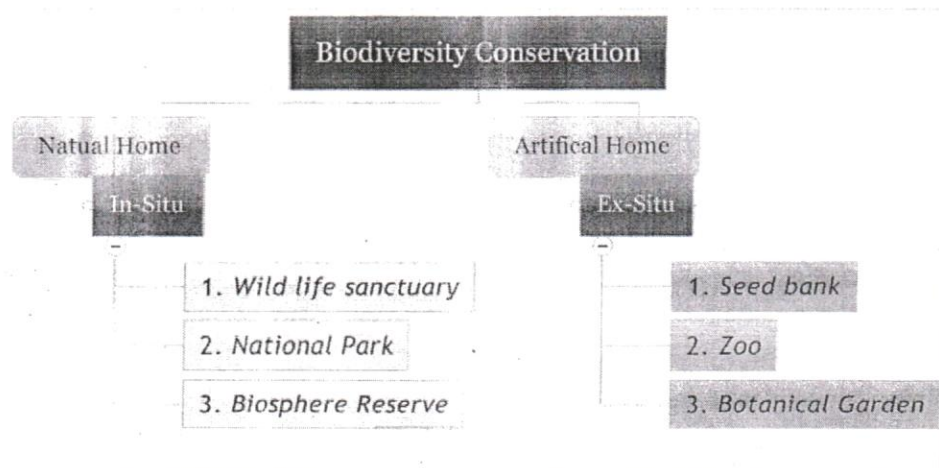 Biodiversity Conservation
Natual Home
In-Situ
1. Wild life sanctuary
2. National Park
3. Biosphere Reserve
Artifical Home
Ex-Situ
1. Seed bank
2. Zoo
3. Botanical Garden